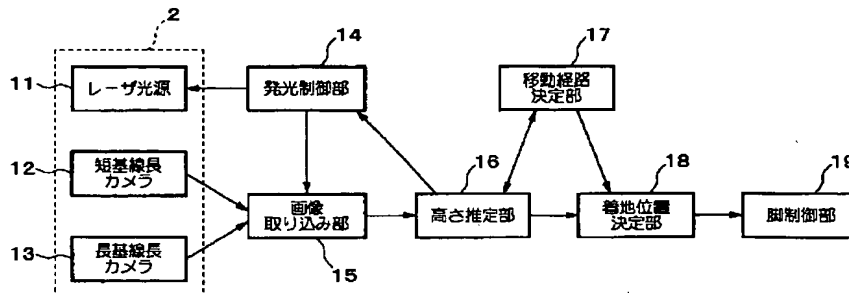 2
14
17
11
レーザ光源
発光制御部
移動経路
決定部
12
短基線長
カメラ
16
18
19
画像
取り込み部
高さ推定部
着地位置
決定部
脚制御部
13
長基線長
カメラ
15